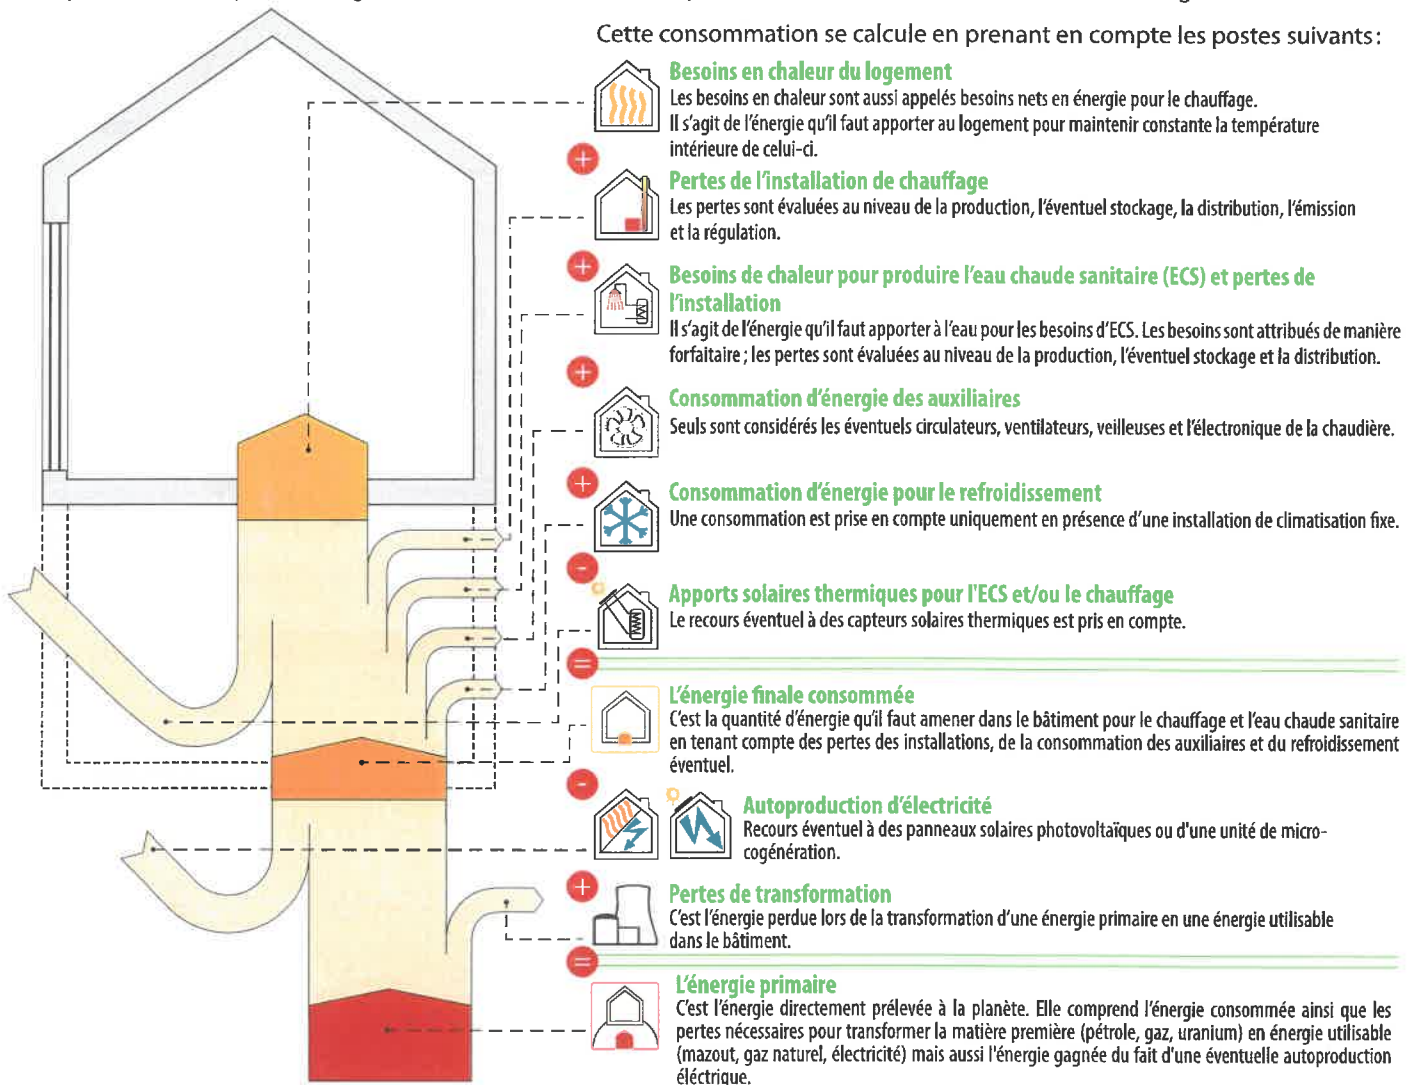 Cette consommation se calcule en prenant en compte les postes suivants :
Besoins en chaleur du logement
Les besoins en chaleur sont aussi appelés besoins nets en énergie pour le chauffage.
Il s'agit de l'énergie qu'il faut apporter au logement pour maintenir constante la température
intérieure de celui-ci.
+
Pertes de l'installation de chauffage
Les pertes sont évaluées au niveau de la production, l'éventuel stockage, la distribution, l'émission
et la régulation.
+
Besoins de chaleur pour produire l'eau chaude sanitaire (ECS) et pertes de
l'installation
Il s'agit de l'énergie qu'il faut apporter à l'eau pour les besoins d'ECS. Les besoins sont attribués de manière
forfaitaire ; les pertes sont évaluées au niveau de la production, l'éventuel stockage et la distribution.
+
Consommation d'énergie des auxiliaires
Seuls sont considérés les éventuels circulateurs, ventilateurs, veilleuses et l'électronique de la chaudière.
+
Consommation d'énergie pour le refroidissement
Une consommation est prise en compte uniquement en présence d'une installation de climatisation fixe.
-
Apports solaires thermiques pour l'ECS et/ou le chauffage
Le recours éventuel à des capteurs solaires thermiques est pris en compte.
=
L'énergie finale consommée
C'est la quantité d'énergie qu'il faut amener dans le bâtiment pour le chauffage et l'eau chaude sanitaire
en tenant compte des pertes des installations, de la consommation des auxiliaires et du refroidissement
éventuel.
-
Autoproduction d'électricité
Recours éventuel à des panneaux solaires photovoltaïques ou d'une unité de micro-
cogénération.
+
Pertes de transformation
C'est l'énergie perdue lors de la transformation d'une énergie primaire en une énergie utilisable
dans le bâtiment.
=
L'énergie primaire
C'est l'énergie directement prélevée à la planète. Elle comprend l'énergie consommée ainsi que les
pertes nécessaires pour transformer la matière première (pétrole, gaz, uranium) en énergie utilisable
(mazout, gaz naturel, électricité) mais aussi l'énergie gagnée du fait d'une éventuelle autoproduction
électrique.